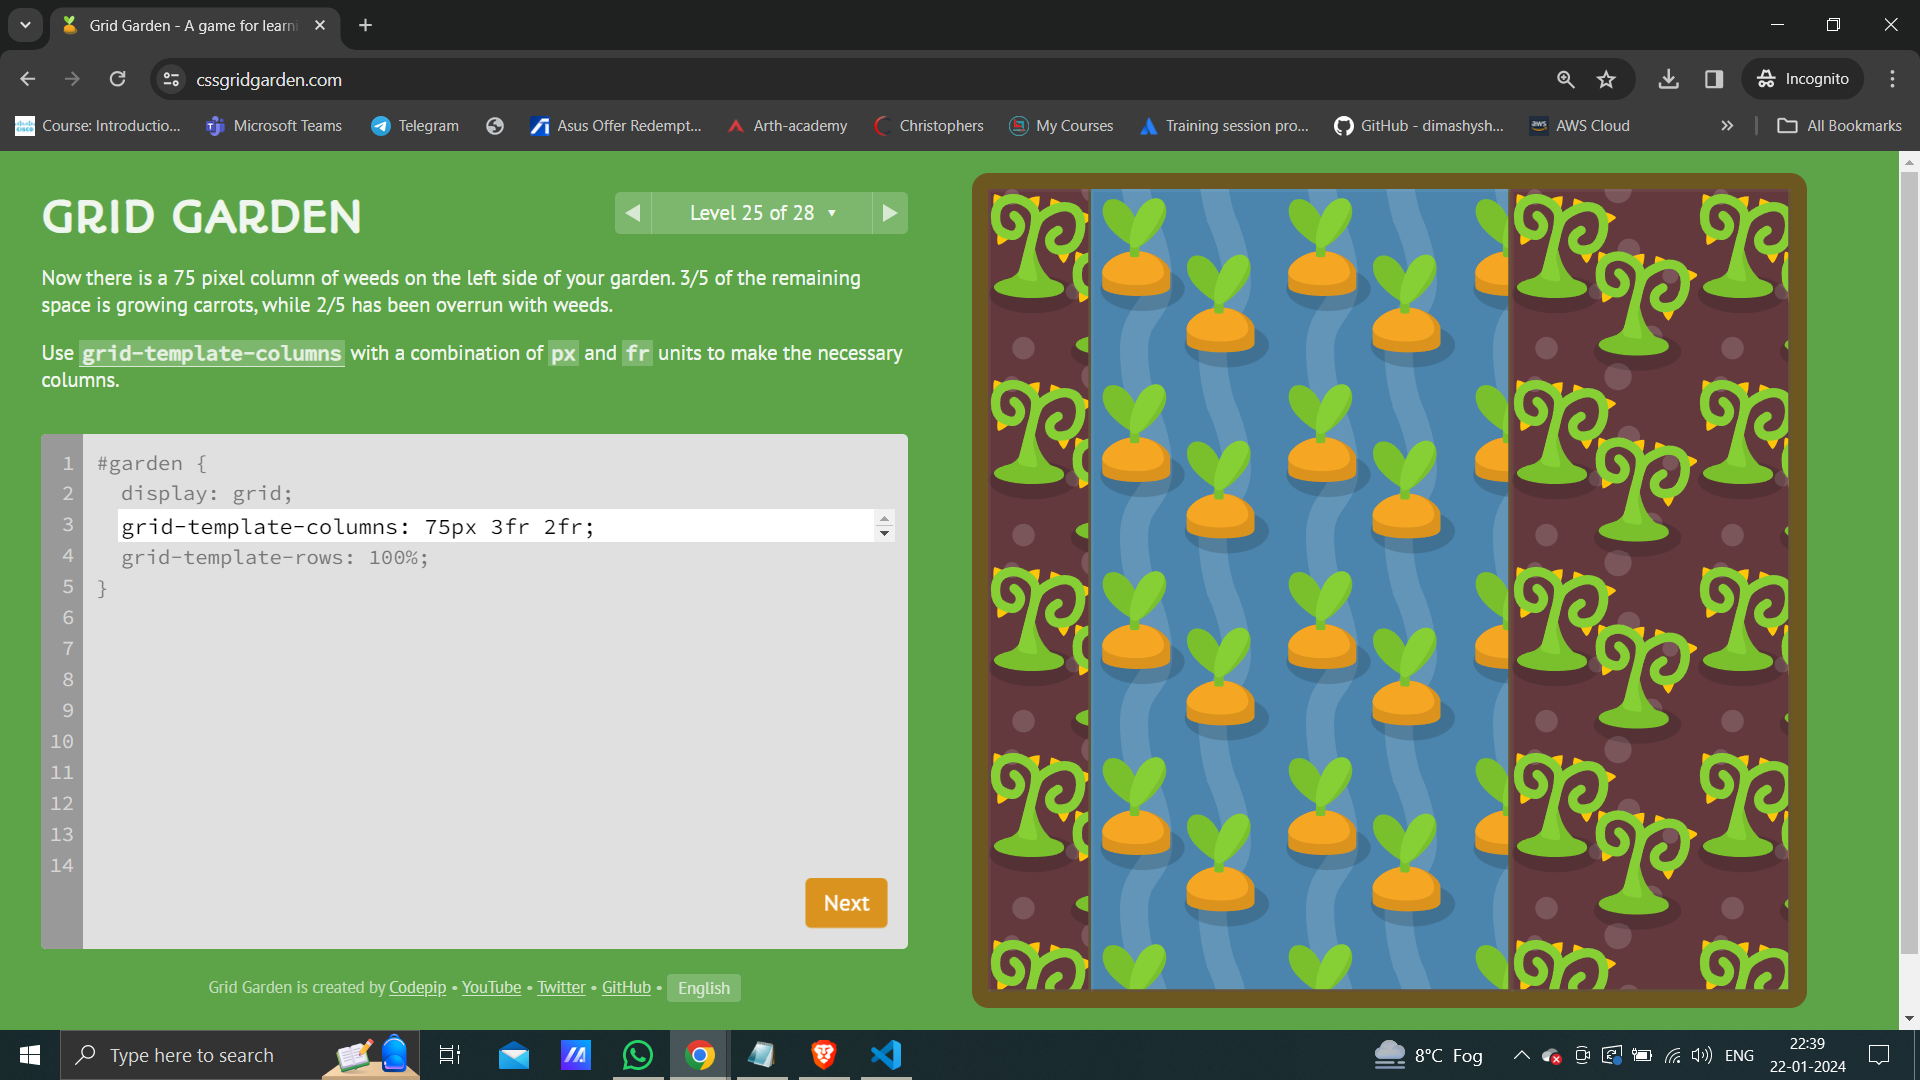 Grid Garden - A game for learni
cssgridgarden.com
Incognito
Course: Introductio...
Microsoft Teams
Telegram
Asus Offer Redempt...
Arth-academy
Christophers
My Courses
Training session pro...
GitHub - dimashysh...
AWS Cloud
All Bookmarks
GRID GARDEN
Level 25 of 28
Now there is a 75 pixel column of weeds on the left side of your garden. 3/5 of the remaining
space is growing carrots, while 2/5 has been overrun with weeds.
Use grid-template-columns with a combination of px and fr units to make the necessary
columns.
1 #garden {
2 display: grid;
3 grid-template-columns: 75px 3fr 2fr;
4 grid-template-rows: 100%;
5 }
6
7
8
9
10
11
12
13
14
Next
Grid Garden is created by Codepip • YouTube • Twitter • GitHub • English
Type here to search
8°C Fog
ENG
22:39
22-01-2024